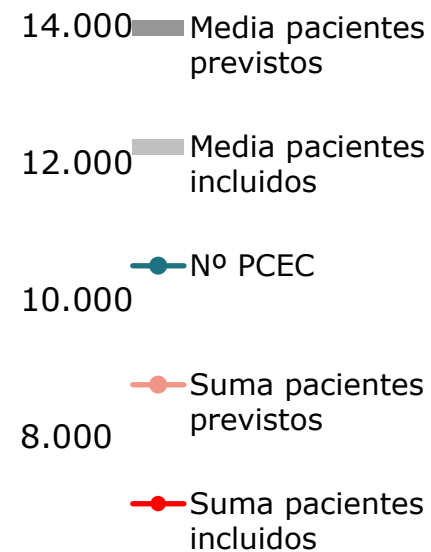 14.000
Media pacientes
previstos
12.000
Media pacientes
incluidos
Nº PCEC
10.000
Suma pacientes
previstos
8.000
Suma pacientes
incluidos